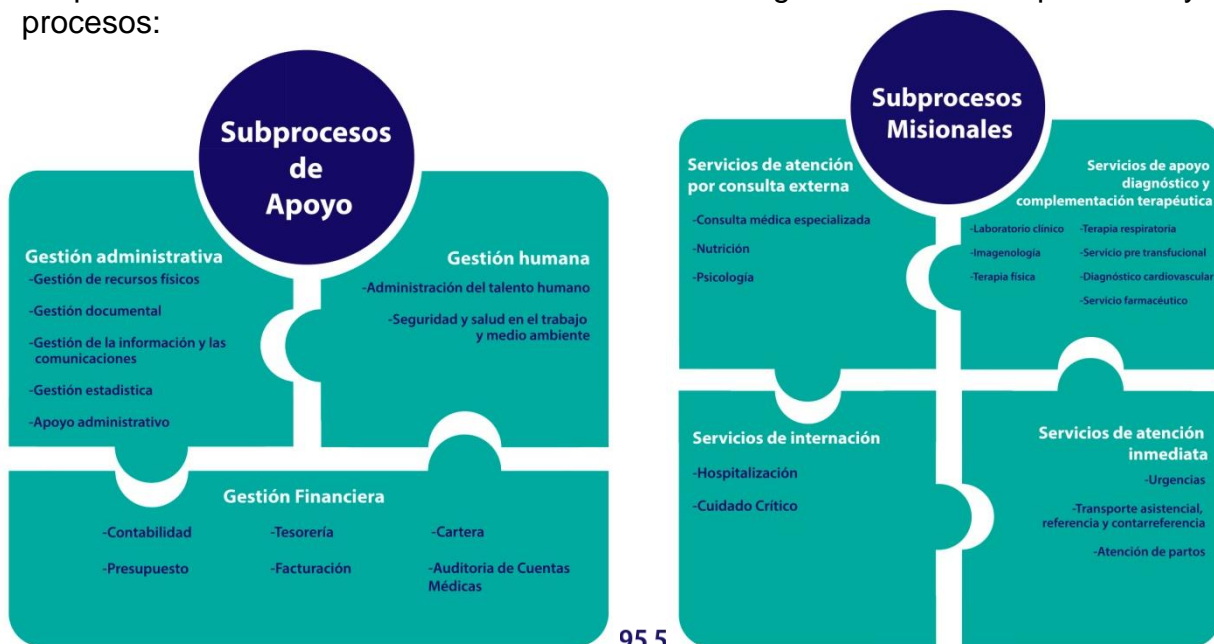 procesos:
Subprocesos
de
Apoyo
Gestión administrativa
-Gestión de recursos físicos
-Gestión documental
-Gestión de la información y las
comunicaciones
-Gestión estadistica
-Apoyo administrativo
Gestión humana
-Administración del talento humano
-Seguridad y salud en el trabajo
y medio ambiente
Gestión Financiera
-Contabilidad
-Tesorería
-Cartera
-Presupuesto
-Facturación
-Auditoria de Cuentas
Médicas
Subprocesos
Misionales
Servicios de atención
por consulta externa
-Consulta médica especializada
-Nutrición
-Psicología
Servicios de apoyo
diagnóstico y
complementación terapéutica
-Laboratorio clínico
-Imagenología
-Terapia física
-Terapia respiratoria
-Servicio pre transfucional
-Diagnóstico cardiovascular
-Servicio farmacéutico
Servicios de internación
-Hospitalización
-Cuidado Crítico
Servicios de atención
inmediata
-Urgencias
-Transporte asistencial,
referencia y contarreferencia
-Atención de partos
95.5